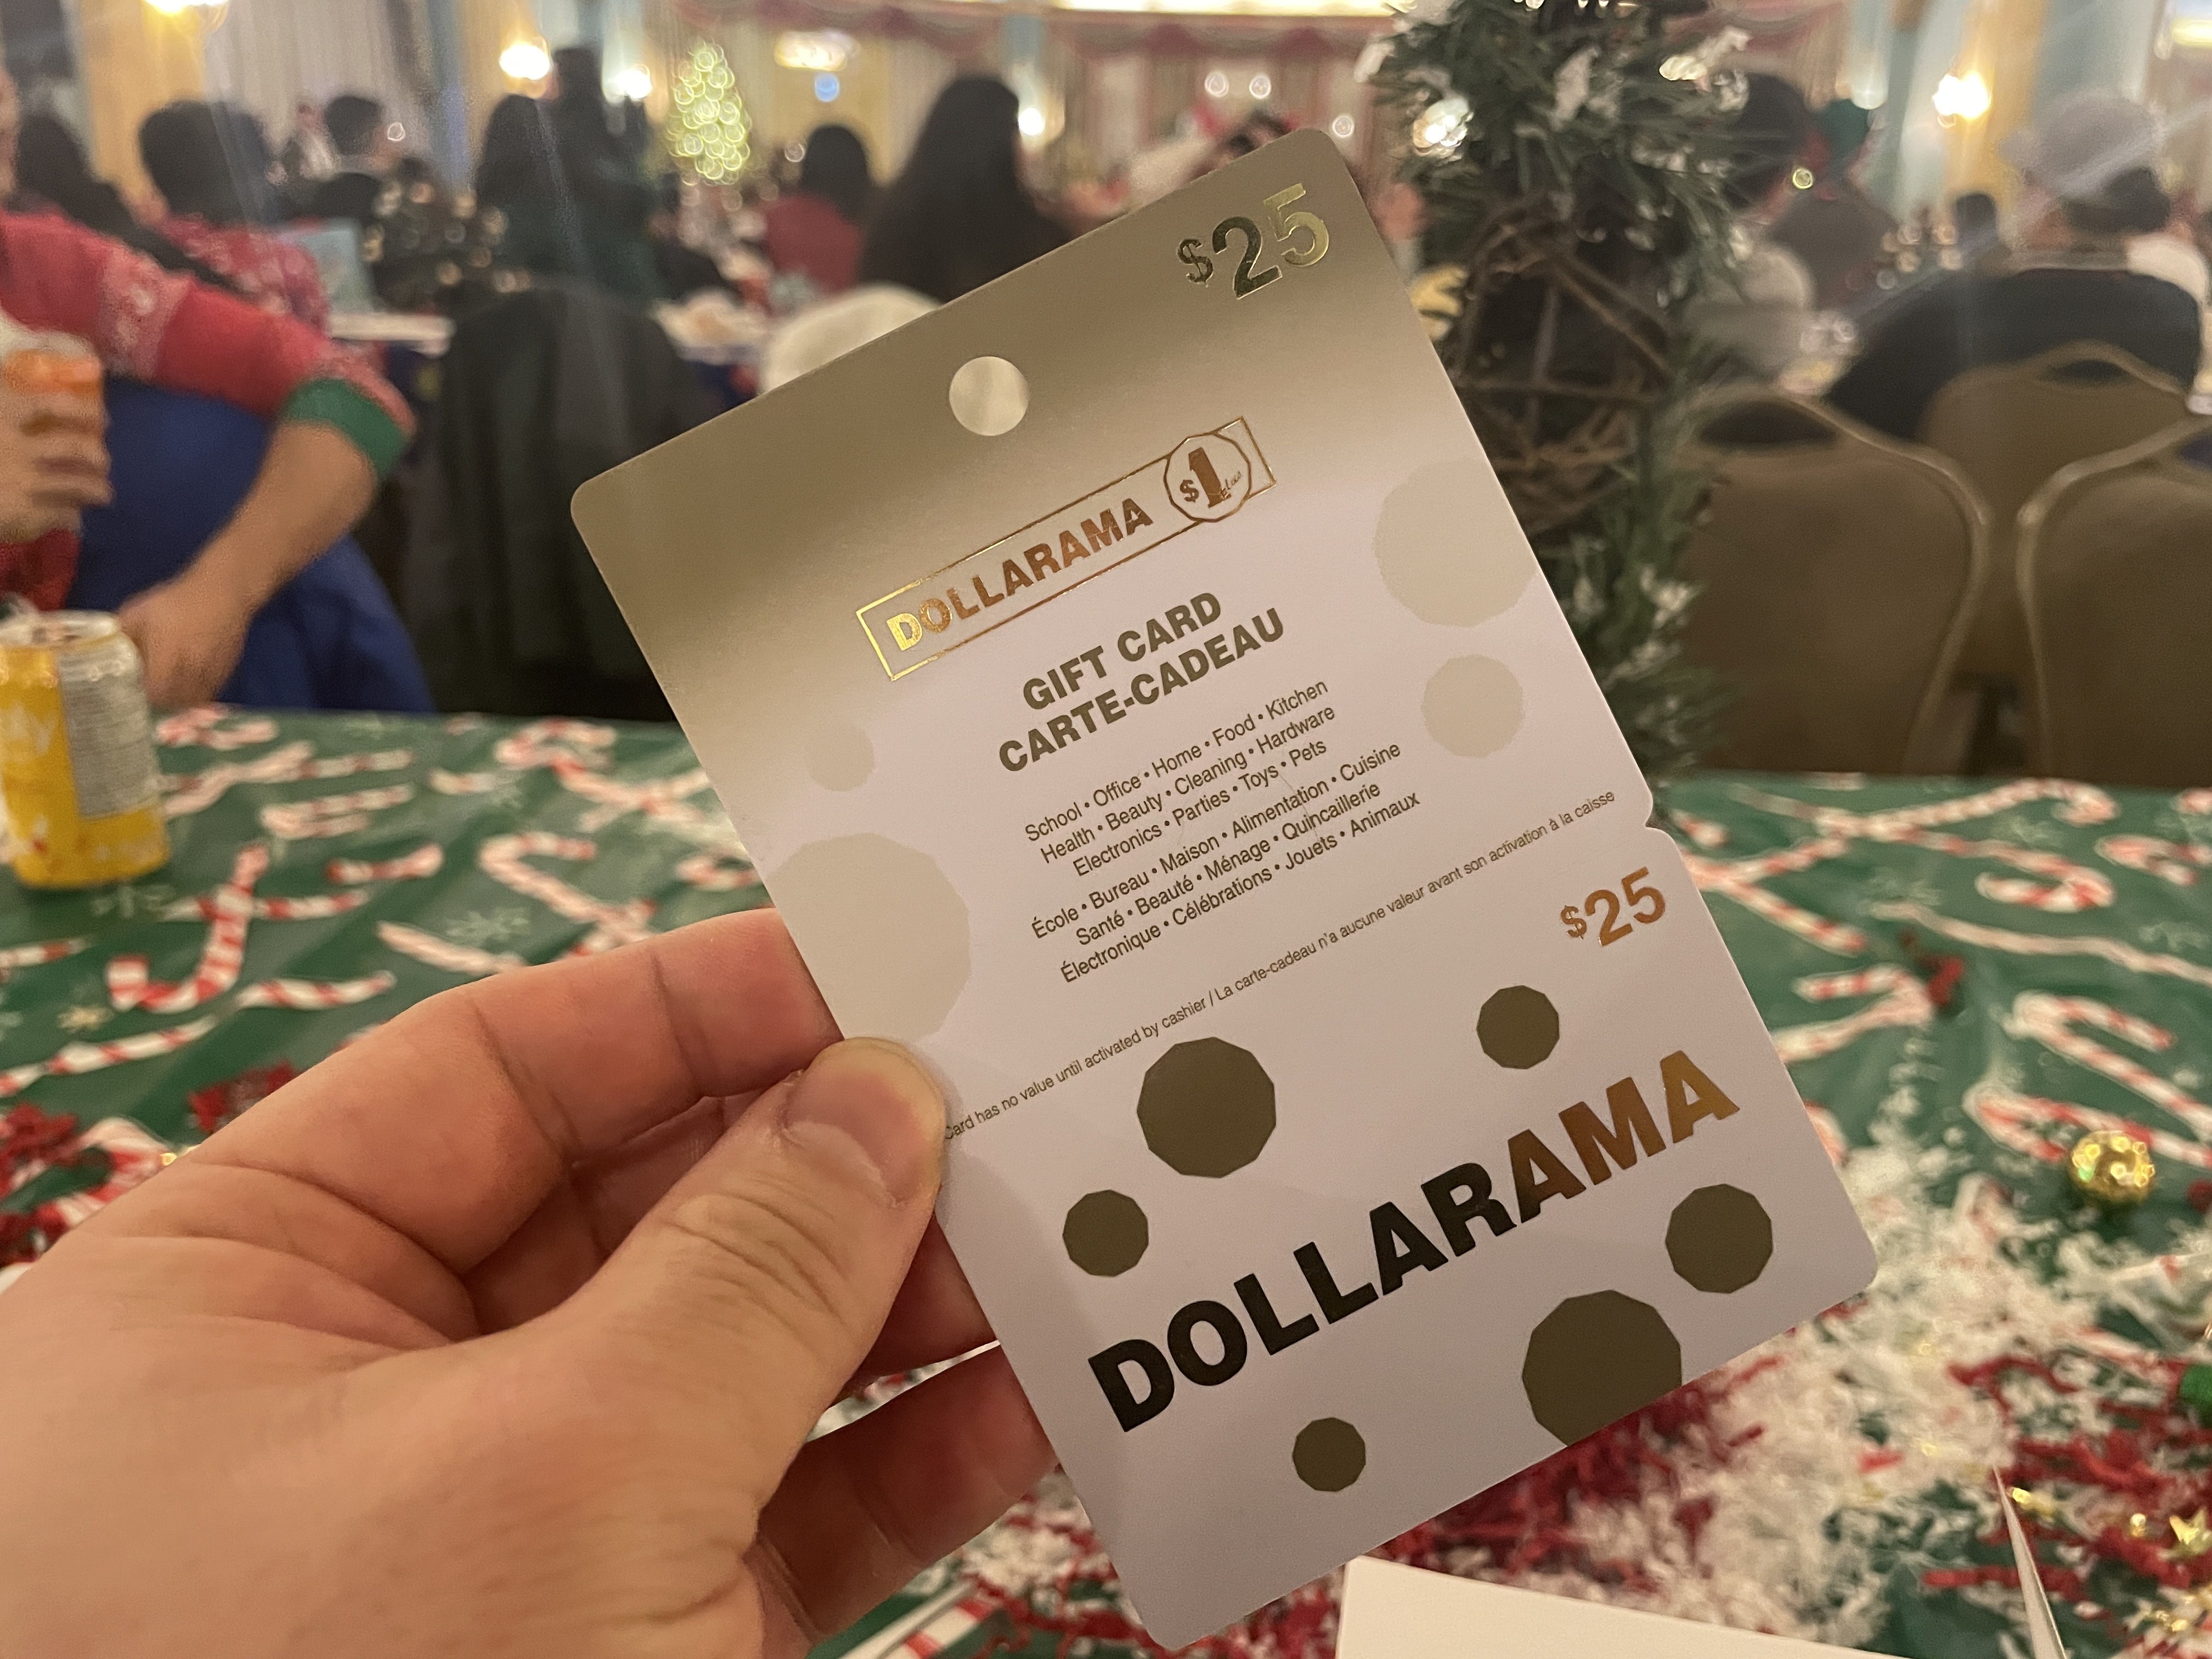 $25
DOLLARAMA $1 plus
GIFT CARD
CARTE-CADEAU
School • Office • Home • Food • Kitchen
Health • Beauty • Cleaning • Hardware
Electronics • Parties • Toys • Pets
École • Bureau • Maison • Alimentation • Cuisine
Santé • Beauté • Ménage • Quincaillerie
Électronique • Célébrations • Jouets • Animaux
Card has no value until activated by cashier / La carte-cadeau n'a aucune valeur avant son activation à la caisse
$25
DOLLARAMA